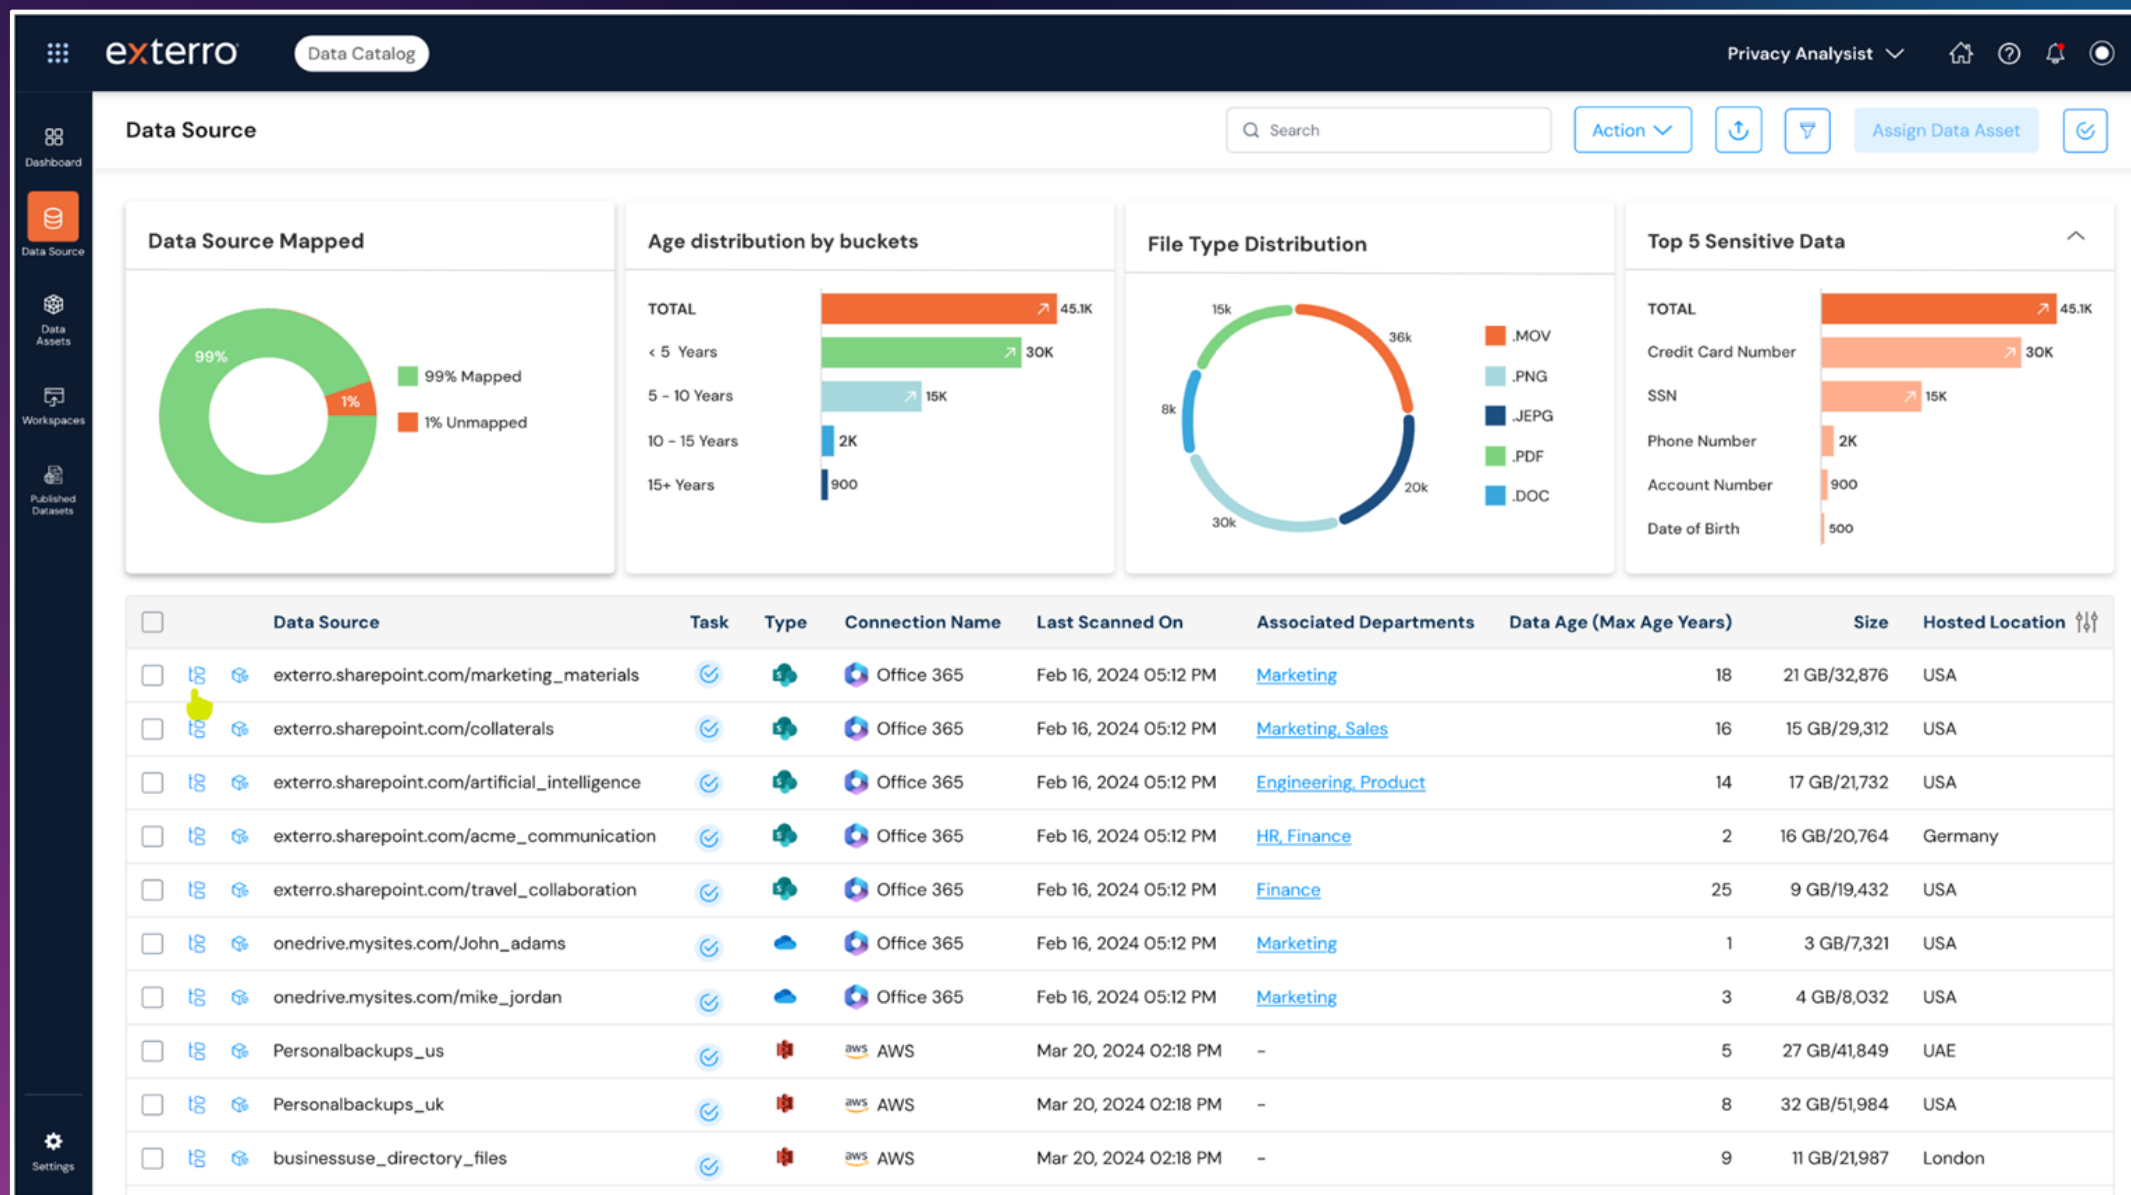 exterro
Data Catalog
Privacy Analysist
Dashboard
Data Source
Data
Assets
Workspaces
Published
Datasets
Settings
Data Source
Search
Action
Assign Data Asset
Data Source Mapped
99%
1%
99% Mapped
1% Unmapped
Age distribution by buckets
TOTAL 45.1K
< 5 Years 30K
5 - 10 Years 15K
10 - 15 Years 2K
15+ Years 900
File Type Distribution
15k
36k
8k
20k
30k
.MOV
.PNG
.JEPG
.PDF
.DOC
Top 5 Sensitive Data
TOTAL 45.1K
Credit Card Number 30K
SSN 15K
Phone Number 2K
Account Number 900
Date of Birth 500
Data Source Task Type Connection Name Last Scanned On Associated Departments Data Age (Max Age Years) Size Hosted Location
exterro.sharepoint.com/marketing_materials Office 365 Feb 16, 2024 05:12 PM Marketing 18 21 GB/32,876 USA
exterro.sharepoint.com/collaterals Office 365 Feb 16, 2024 05:12 PM Marketing, Sales 16 15 GB/29,312 USA
exterro.sharepoint.com/artificial_intelligence Office 365 Feb 16, 2024 05:12 PM Engineering, Product 14 17 GB/21,732 USA
exterro.sharepoint.com/acme_communication Office 365 Feb 16, 2024 05:12 PM HR, Finance 2 16 GB/20,764 Germany
exterro.sharepoint.com/travel_collaboration Office 365 Feb 16, 2024 05:12 PM Finance 25 9 GB/19,432 USA
onedrive.mysites.com/John_adams Office 365 Feb 16, 2024 05:12 PM Marketing 1 3 GB/7,321 USA
onedrive.mysites.com/mike_jordan Office 365 Feb 16, 2024 05:12 PM Marketing 3 4 GB/8,032 USA
Personalbackups_us aws AWS Mar 20, 2024 02:18 PM - 5 27 GB/41,849 UAE
Personalbackups_uk aws AWS Mar 20, 2024 02:18 PM - 8 32 GB/51,984 USA
businessuse_directory_files aws AWS Mar 20, 2024 02:18 PM - 9 11 GB/21,987 London